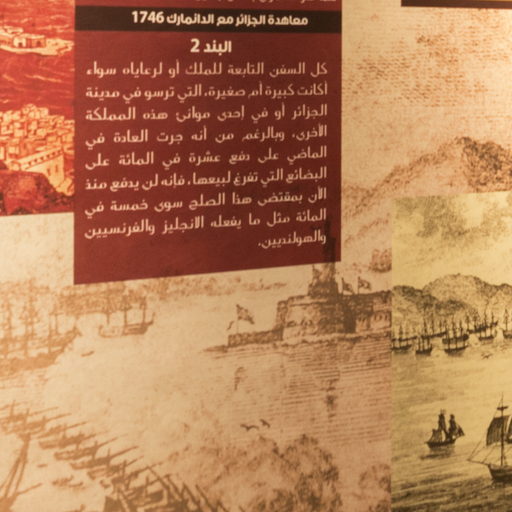 معاهدة الجزائر مع الدانمارك 1746
البند 2
كل السفن التابعة للملك أو لرعاياه سواء
أكانت كبيرة أم صغيرة، التي ترسو في مدينة
الجزائر أو في إحدى موانئ هذه المملكة
الأخرى، وبالرغم من أنه جرت العادة في
الماضي على دفع عشرة في المائة على
البضائع التي تفرغ لبيعها، فإنه لن يدفع منذ
الآن بمقتضى هذا الصلح سوى خمسة في
المائة مثل ما يفعله الانجليز والفرنسيين
والهولنديين.